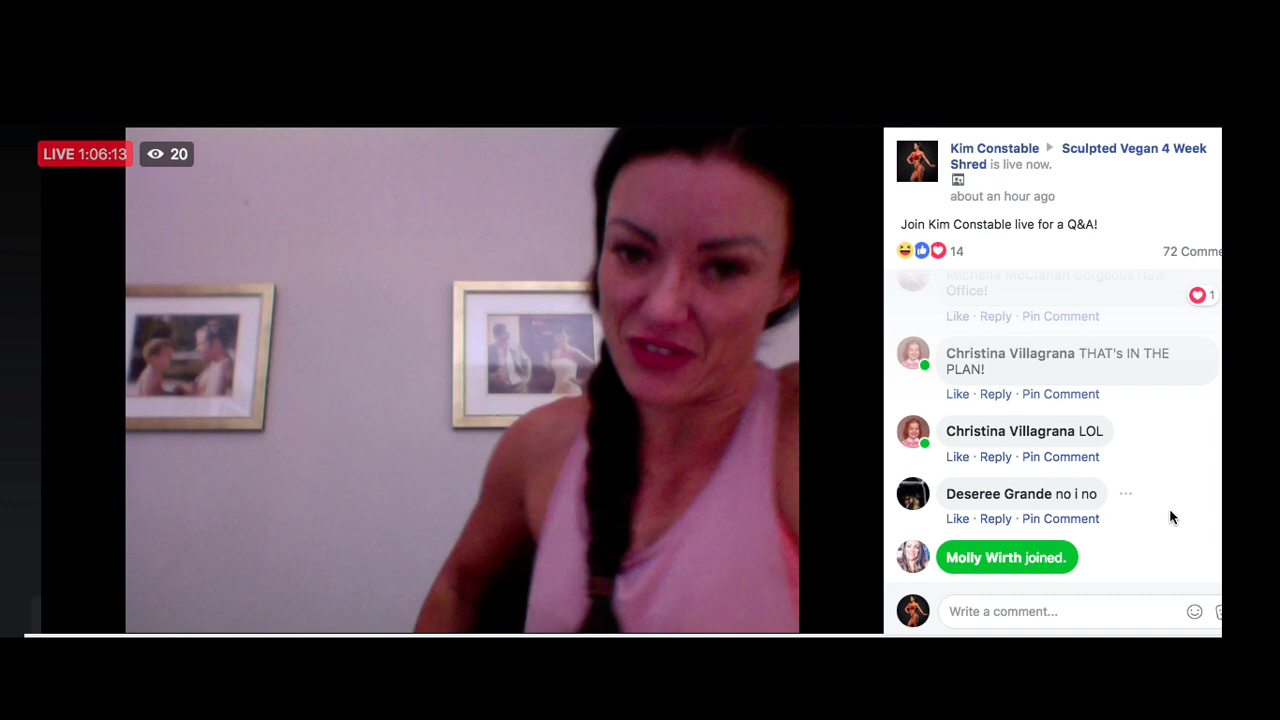 LIVE 1:06:13
20
Kim Constable Sculpted Vegan 4 Week
Shred is live now.
about an hour ago
Join Kim Constable live for a Q&A!
14
72 Comme
Michelle McClanan Gorgeous New
Office!
1
Like · Reply · Pin Comment
Christina Villagrana THAT's IN THE
PLAN!
Like · Reply · Pin Comment
Christina Villagrana LOL
Like · Reply · Pin Comment
Deseree Grande no i no
Like · Reply · Pin Comment
Molly Wirth joined.
Write a comment...